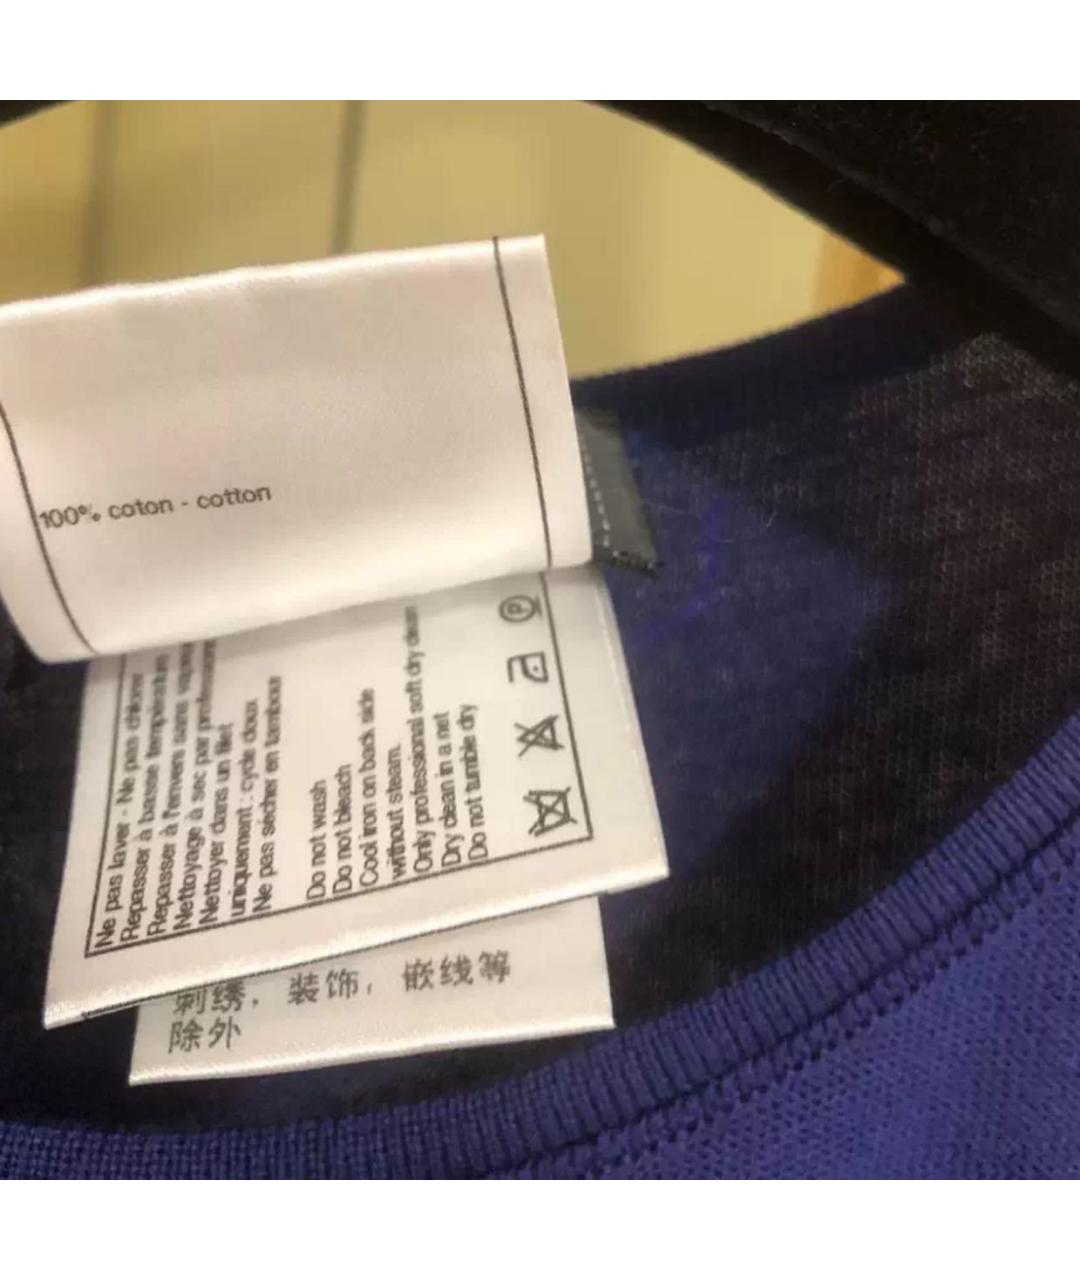 100% coton - cotton
Ne pas laver - Ne pas chlorer
Repasser à basse température
Repasser à l'envers sans vapeur
Nettoyage à sec par
Nettoyer dans un filet
uniquement : cycle doux
Ne pas sécher en tambour
Do not wash
Do not bleach
Cool iron on back side
without steam.
Only professional soft dry clean
Dry clean in a net
Do not tumble dry
P
刺绣，装饰，嵌线等
除外